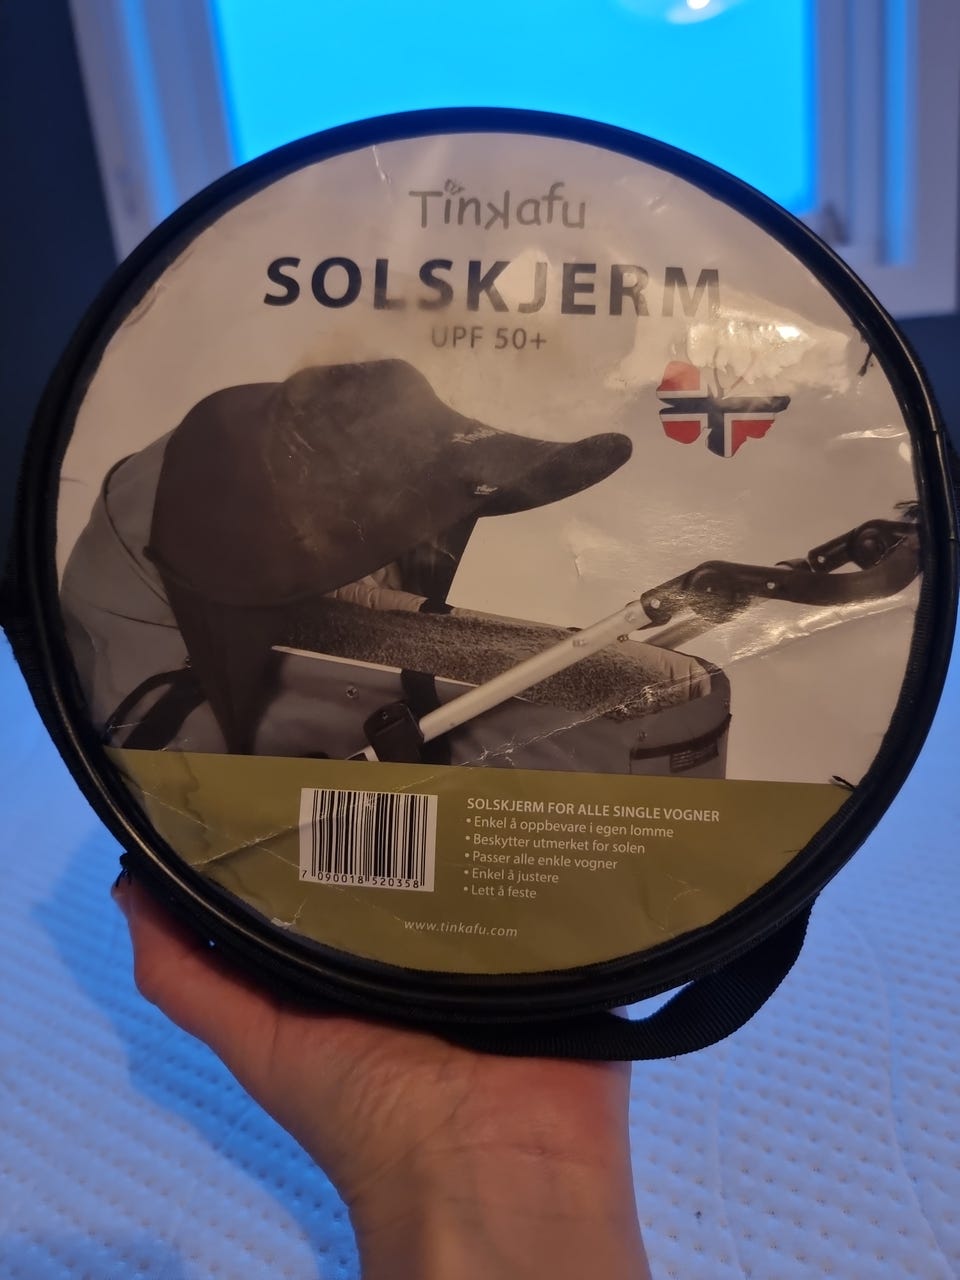 Tinkafu
SOLSKJERM
UPF 50+
7 090018 520358
SOLSKJERM FOR ALLE SINGLE VOGNER
• Enkel å oppbevare i egen lomme
• Beskytter utmerket for solen
• Passer alle enkle vogner
• Enkel å justere
• Lett å feste
www.tinkafu.com